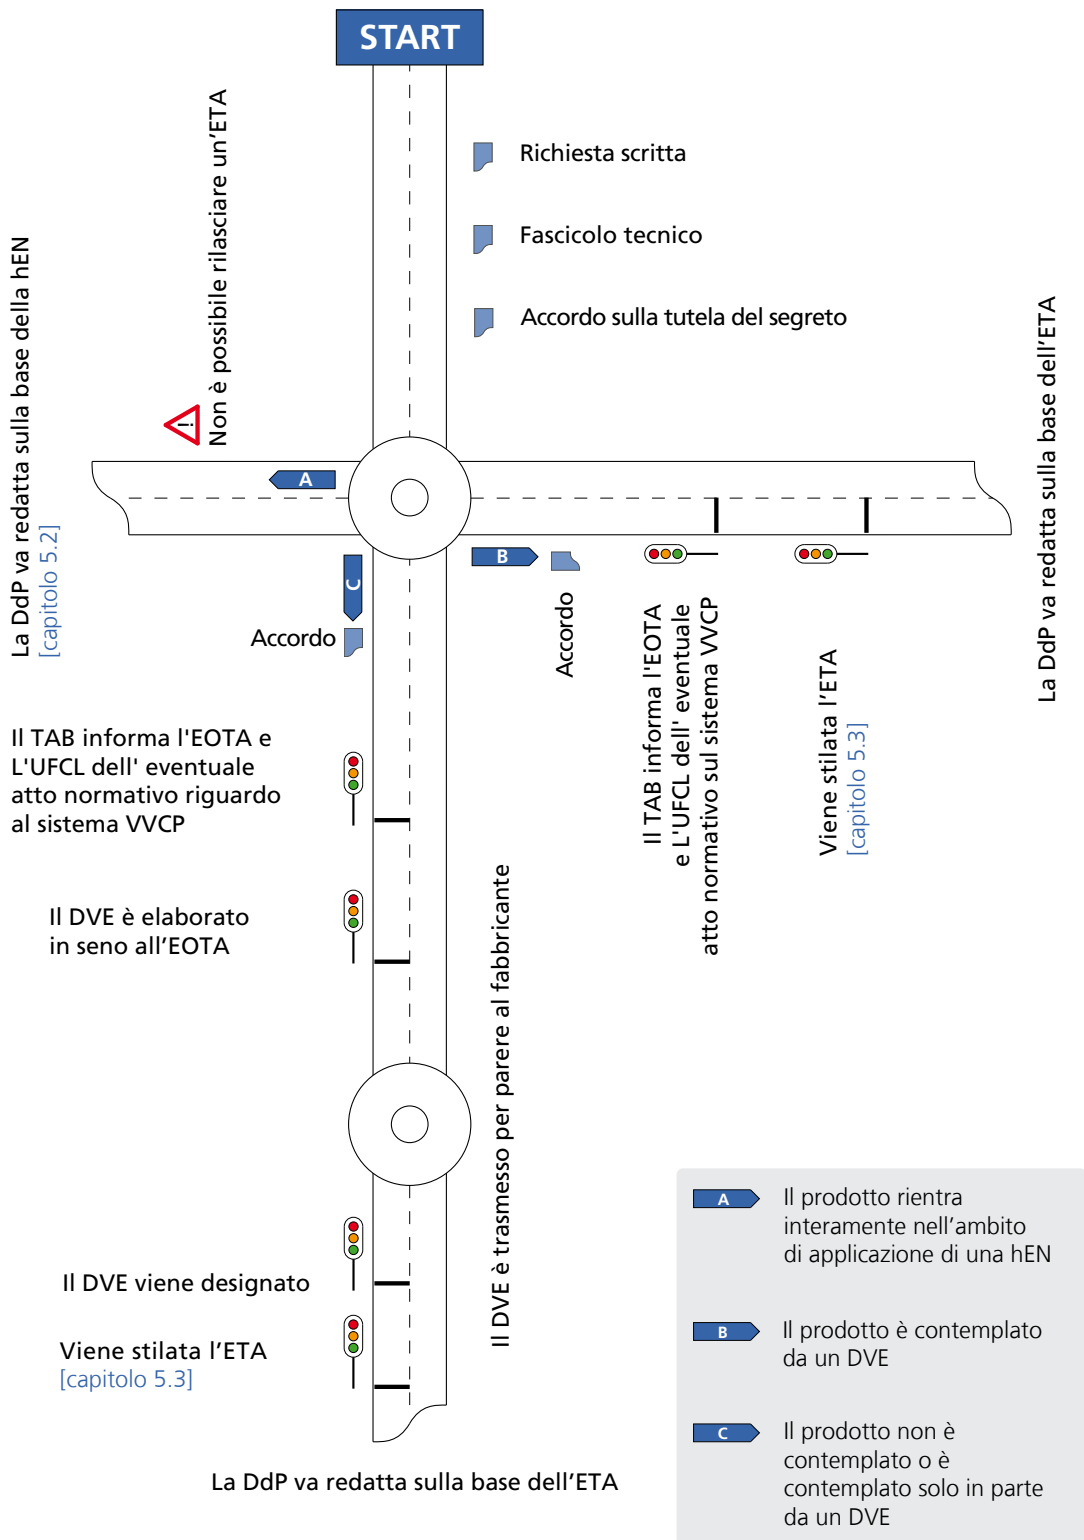 START
Richiesta scritta
Fascicolo tecnico
Accordo sulla tutela del segreto
Non è possibile rilasciare un'ETA
La DdP va redatta sulla base della hEN
[capitolo 5.2]
La DdP va redatta sulla base dell'ETA
A
B
C
Accordo
Accordo
Il TAB informa l'EOTA
e L'UFCL dell' eventuale
atto normativo sul sistema VVCP
Viene stilata l'ETA
[capitolo 5.3]
Il TAB informa l'EOTA e
L'UFCL dell' eventuale
atto normativo riguardo
al sistema VVCP
Il DVE è elaborato
in seno all'EOTA
Il DVE è trasmesso per parere al fabbricante
Il DVE viene designato
Viene stilata l'ETA
[capitolo 5.3]
La DdP va redatta sulla base dell'ETA
A Il prodotto rientra
interamente nell'ambito
di applicazione di una hEN
B Il prodotto è contemplato
da un DVE
C Il prodotto non è
contemplato o è
contemplato solo in parte
da un DVE